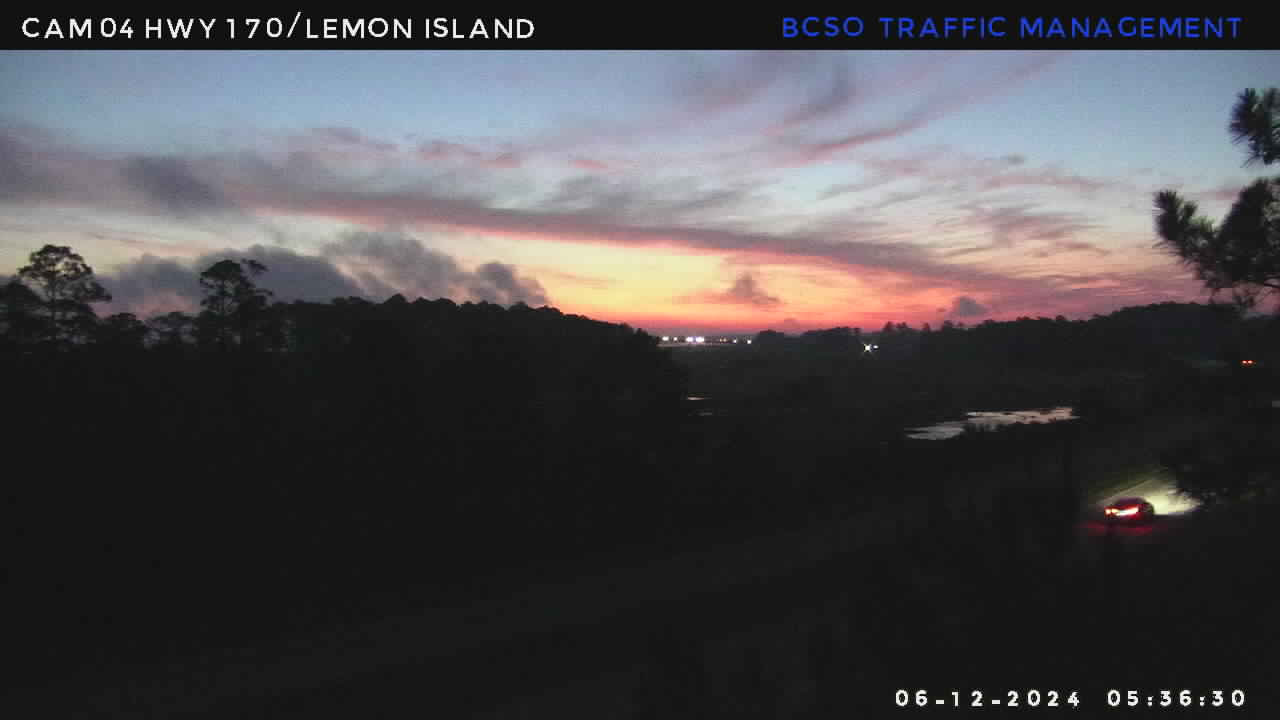 CAM04 HWY 170/LEMON ISLAND
BCSO TRAFFIC MANAGEMENT
06-12-2024 05:36:30